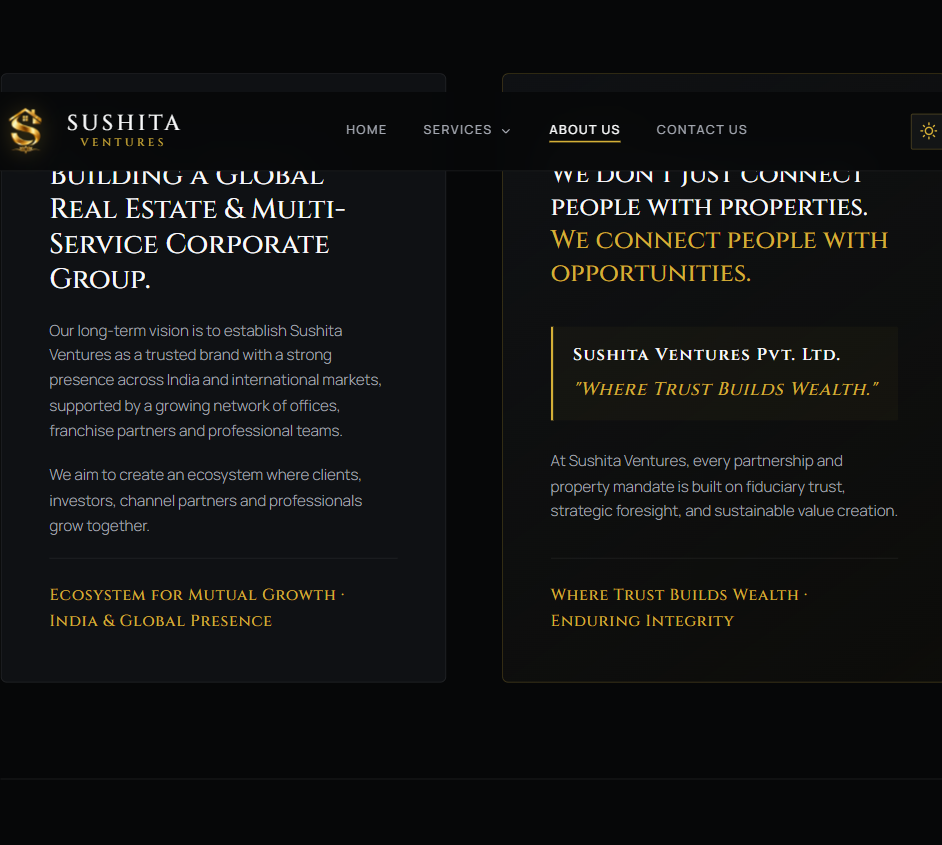 SUSHITA
VENTURES
HOME
SERVICES
ABOUT US
CONTACT US
Building a Global
Real Estate & Multi-
Service Corporate
Group.
Our long-term vision is to establish Sushita
Ventures as a trusted brand with a strong
presence across India and international markets,
supported by a growing network of offices,
franchise partners and professional teams.
We aim to create an ecosystem where clients,
investors, channel partners and professionals
grow together.
Ecosystem for Mutual Growth ·
India & Global Presence
We don't just connect
people with properties.
We connect people with
opportunities.
Sushita Ventures Pvt. Ltd.
"Where Trust Builds Wealth."
At Sushita Ventures, every partnership and
property mandate is built on fiduciary trust,
strategic foresight, and sustainable value creation.
Where Trust Builds Wealth ·
Enduring Integrity